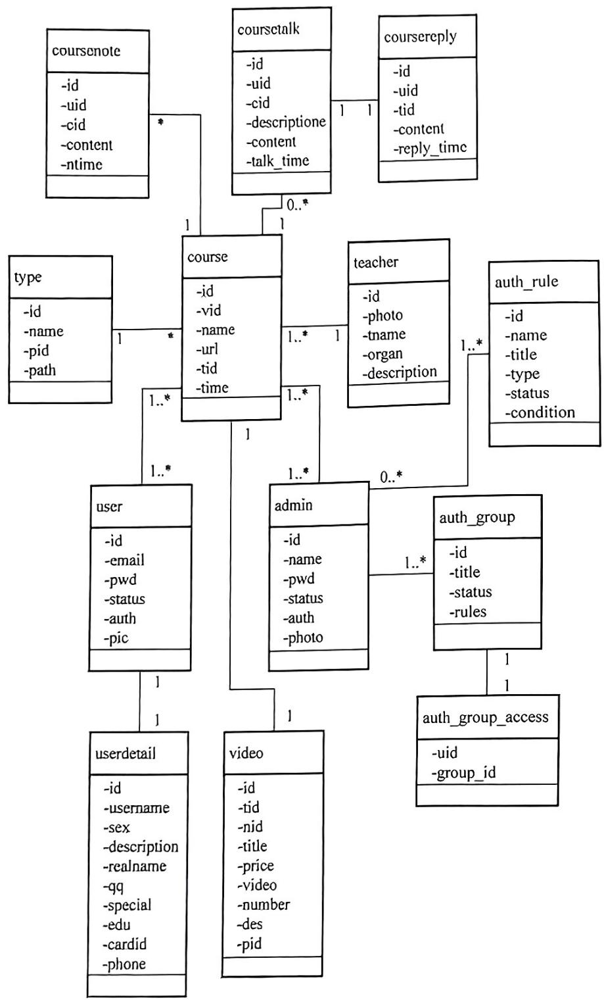 coursenote
-id
-uid
-cid
-content
-ntime
coursetalk
-id
-uid
-cid
-descriptione
-content
-talk_time
coursereply
-id
-uid
-tid
-content
-reply_time
*
1
1
1
0..*
1
type
-id
-name
-pid
-path
course
-id
-vid
-name
-url
-tid
-time
teacher
-id
-photo
-tname
-organ
-description
auth_rule
-id
-name
-title
-type
-status
-condition
1
*
1..*
1
1..*
1..*
1..*
1
1..*
1..*
0..*
user
-id
-email
-pwd
-status
-auth
-pic
admin
-id
-name
-pwd
-status
-auth
-photo
1..*
auth_group
-id
-title
-status
-rules
1
1
1
1
1
auth_group_access
-uid
-group_id
userdetail
-id
-username
-sex
-description
-realname
-qq
-special
-edu
-cardid
-phone
video
-id
-tid
-nid
-title
-price
-video
-number
-des
-pid